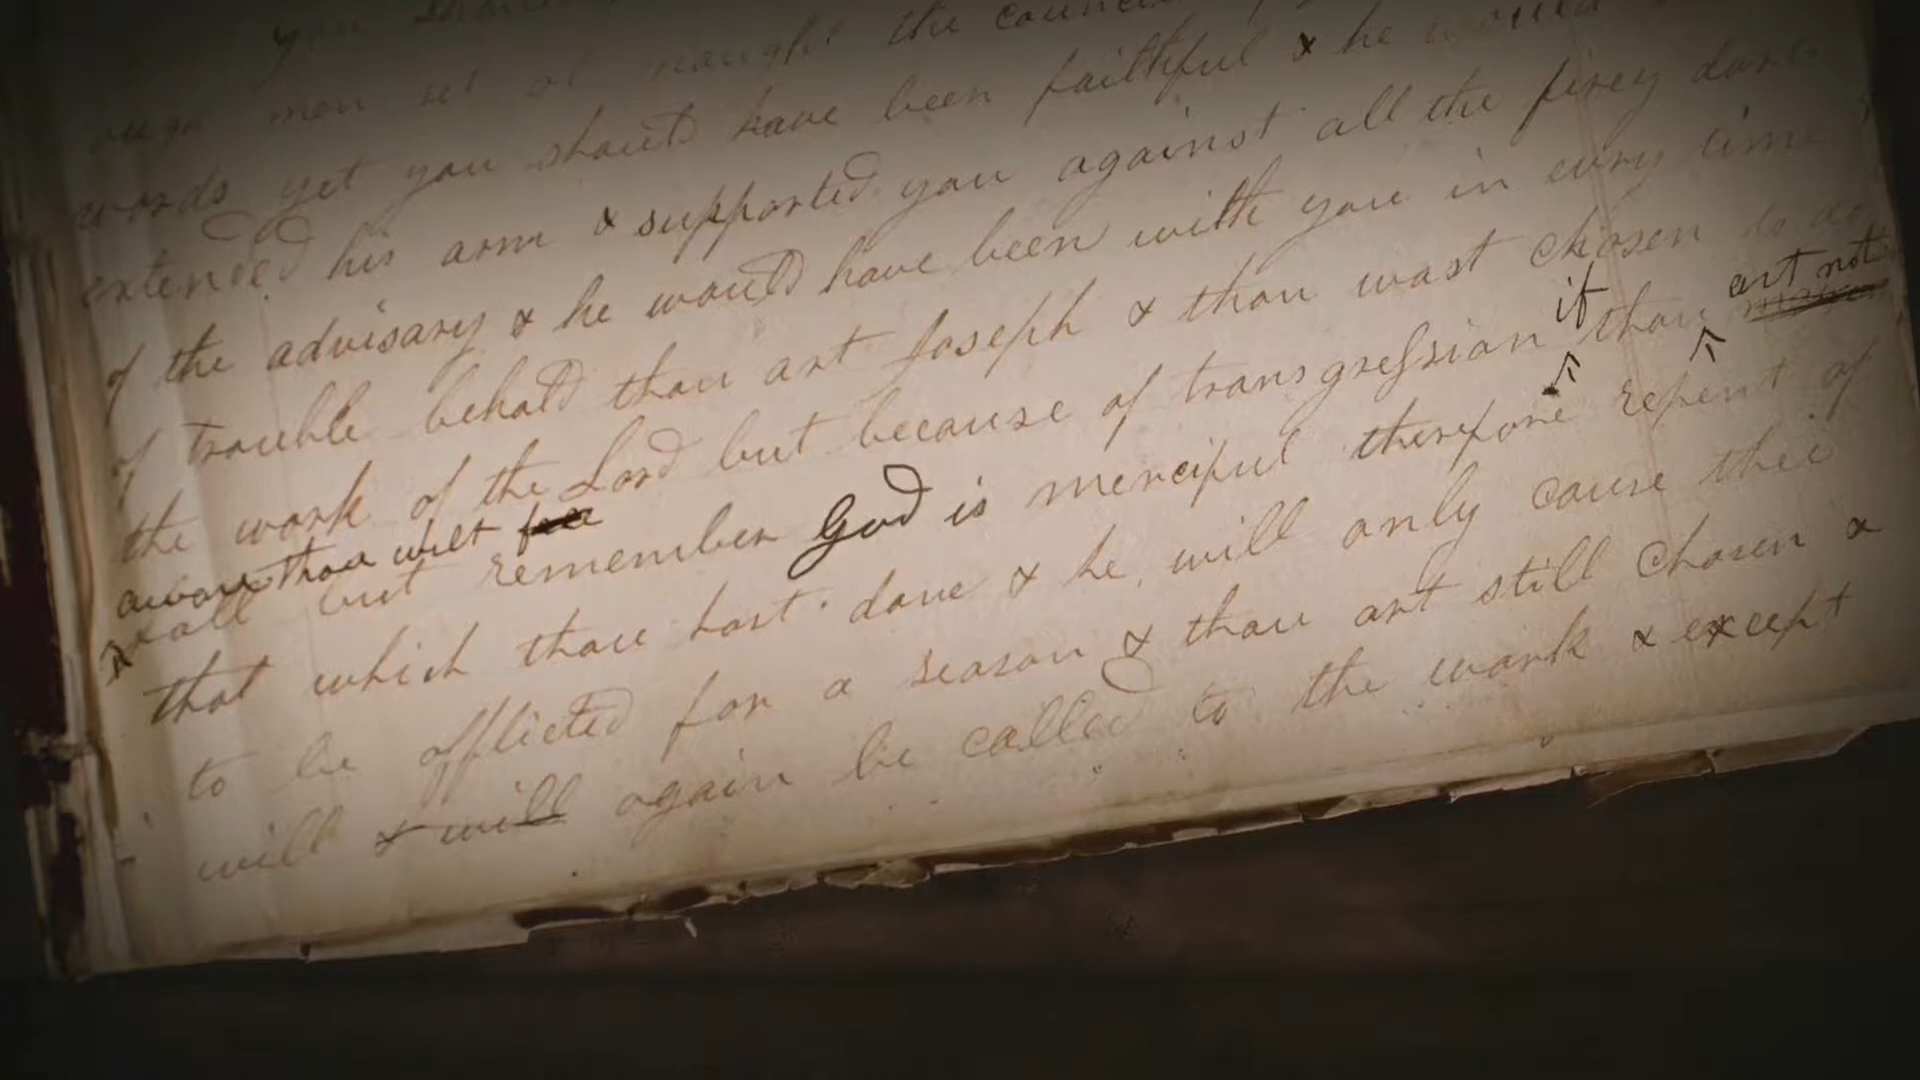 you should
men set at naught the council
words yet you should have been faithful & he would
extended his arm & supported you against all the firey darts
of the advisary & he would have been with you in evry time
of trouble behold thou art Joseph & thou wast chosen to do
the work of the Lord but because of transgression if thou art not
aware thou wilt
fall but remember God is merciful therefore repent of
that which thou hast done & he will only cause thee
to be afflicted for a season & thou art still chosen &
will & will again be called to the work & except